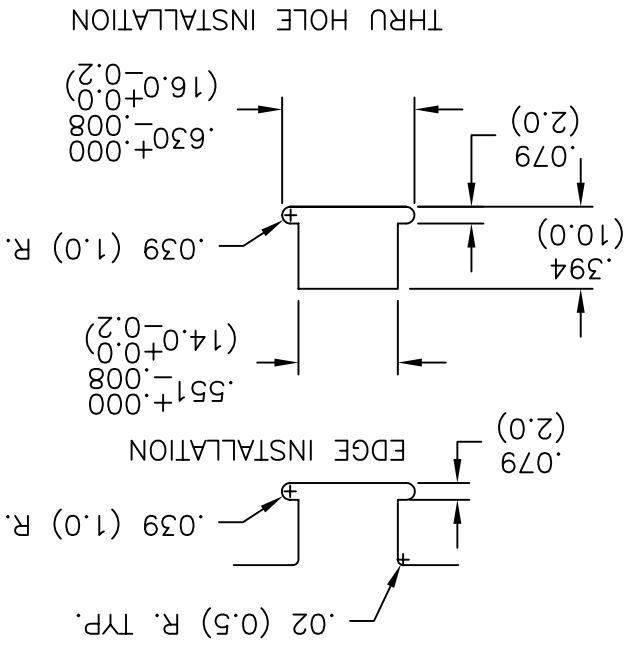 .02 (0.5) R. TYP.
.039 (1.0) R.
.079
(2.0)
EDGE INSTALLATION
.551+.000
-.008
(14.0+0.0
-0.2)
.394
(10.0)
.039 (1.0) R.
.079
(2.0)
.630+.000
-.008
(16.0+0.0
-0.2)
THRU HOLE INSTALLATION